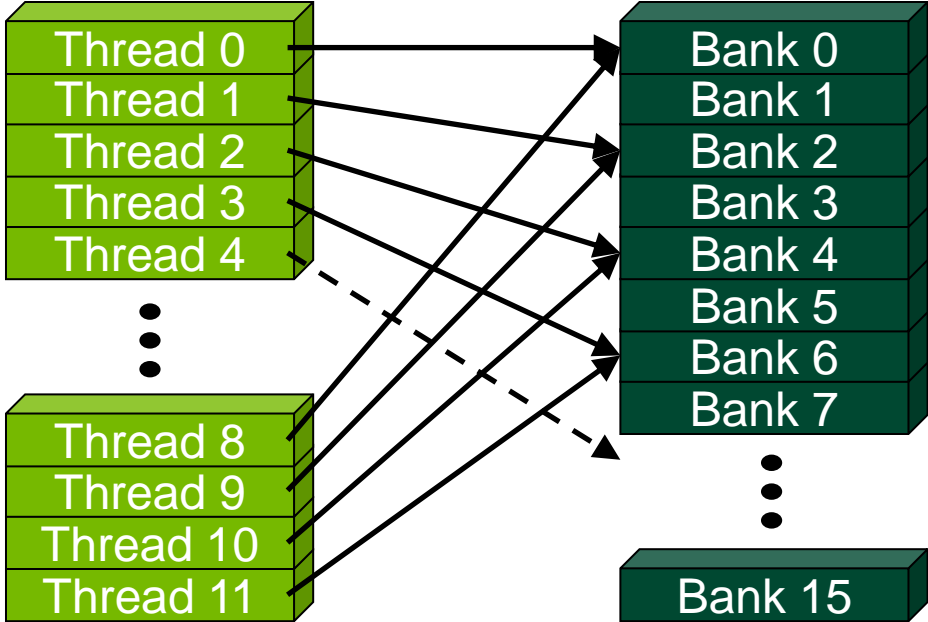 Thread 0
Thread 1
Thread 2
Thread 3
Thread 4
Thread 8
Thread 9
Thread 10
Thread 11
Bank 0
Bank 1
Bank 2
Bank 3
Bank 4
Bank 5
Bank 6
Bank 7
Bank 15